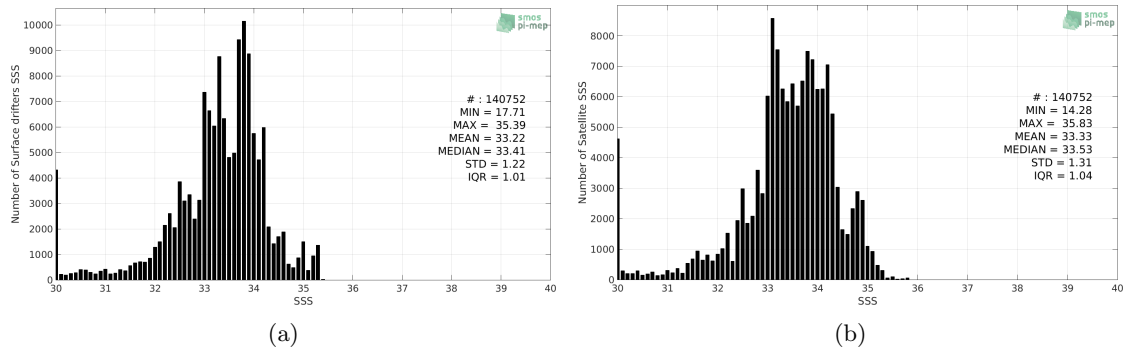 smos
pi-mep
Number of Surface drifters SSS
10000
9000
8000
7000
6000
5000
4000
3000
2000
1000
0
# : 140752
MIN = 17.71
MAX = 35.39
MEAN = 33.22
MEDIAN = 33.41
STD = 1.22
IQR = 1.01
30 31 32 33 34 35 36 37 38 39 40
SSS
(a)
smos
pi-mep
Number of Satellite SSS
8000
7000
6000
5000
4000
3000
2000
1000
0
# : 140752
MIN = 14.28
MAX = 35.83
MEAN = 33.33
MEDIAN = 33.53
STD = 1.31
IQR = 1.04
30 31 32 33 34 35 36 37 38 39 40
SSS
(b)